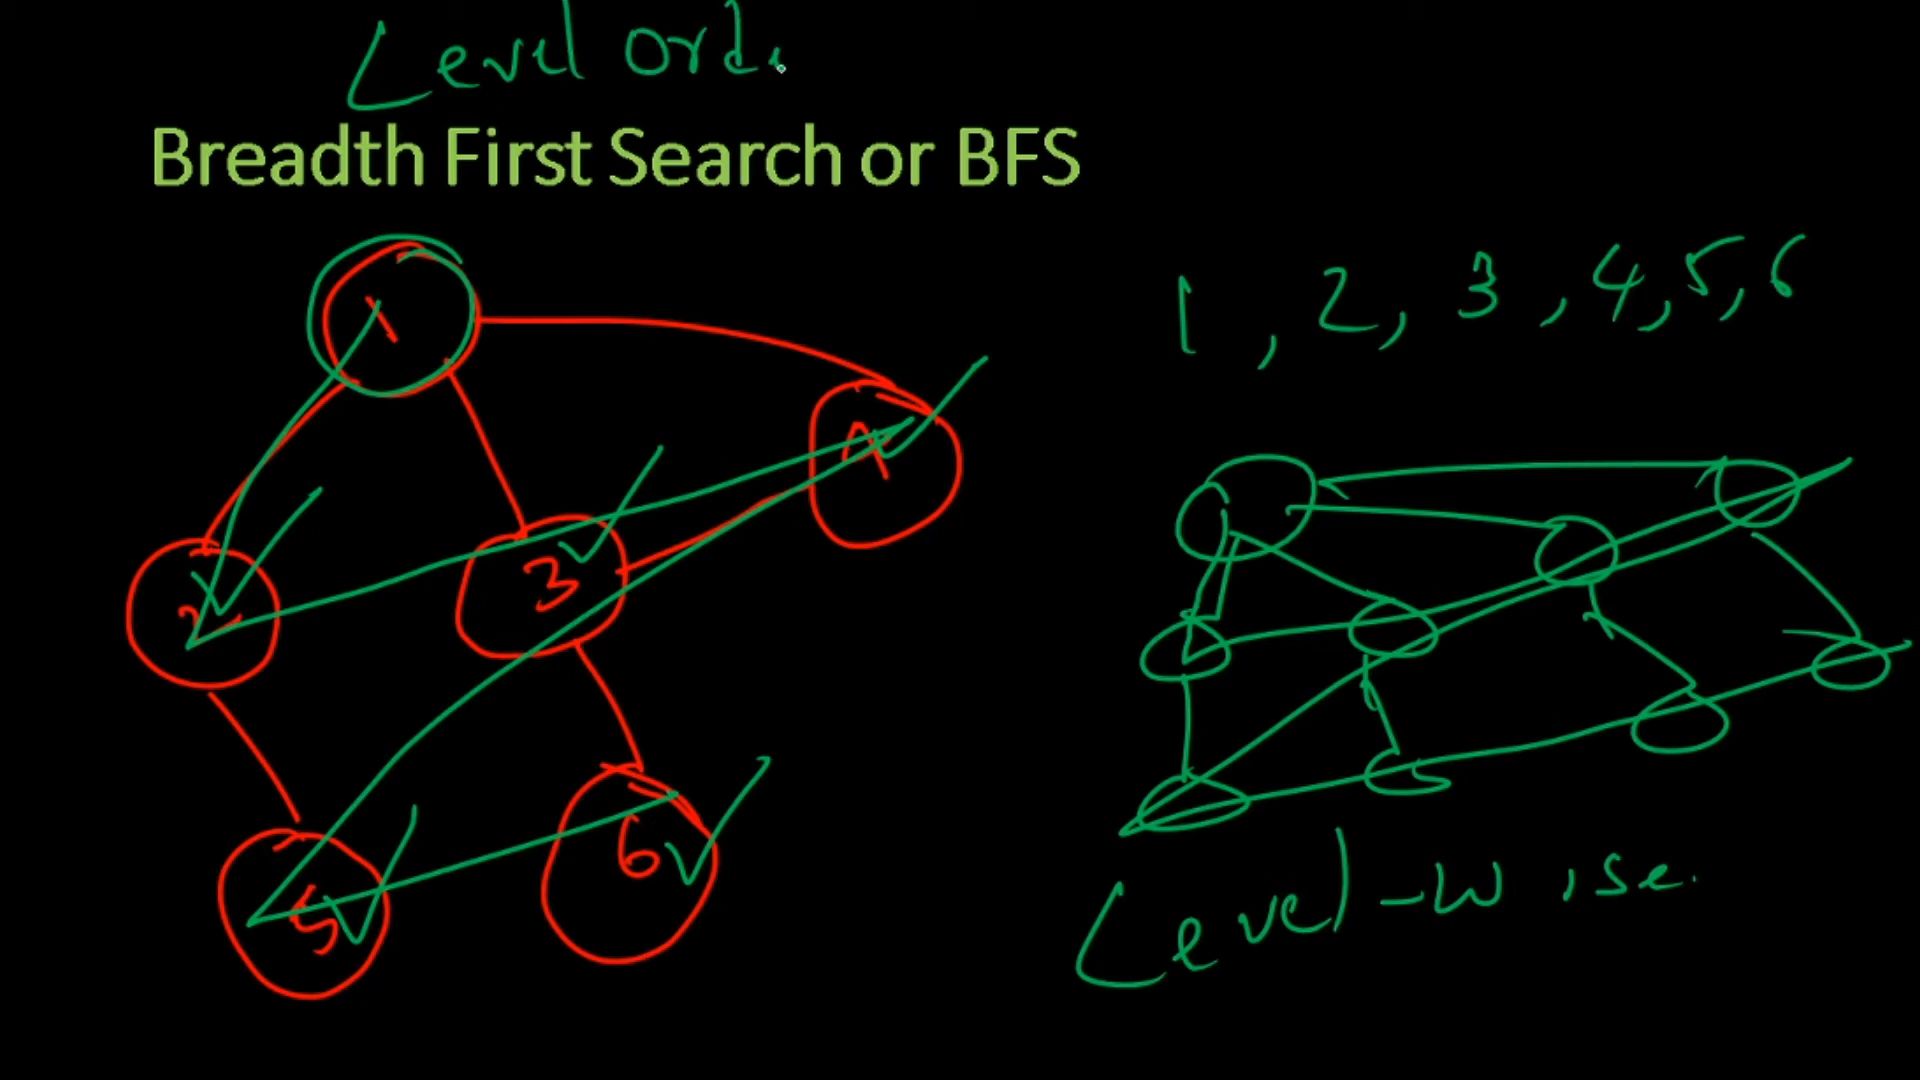 Level orde
Breadth First Search or BFS
1
1, 2, 3, 4, 5, 6
4
2
3
5
6
Level-wise.